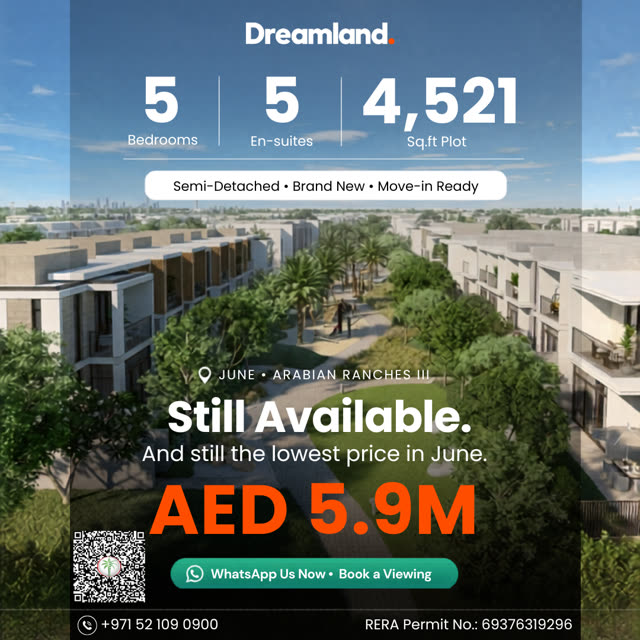 Dreamland.
5
Bedrooms
5
En-suites
4,521
Sq.ft Plot
Semi-Detached • Brand New • Move-in Ready
JUNE • ARABIAN RANCHES III
Still Available.
And still the lowest price in June.
AED 5.9M
WhatsApp Us Now • Book a Viewing
+971 52 109 0900
RERA Permit No.: 69376319296